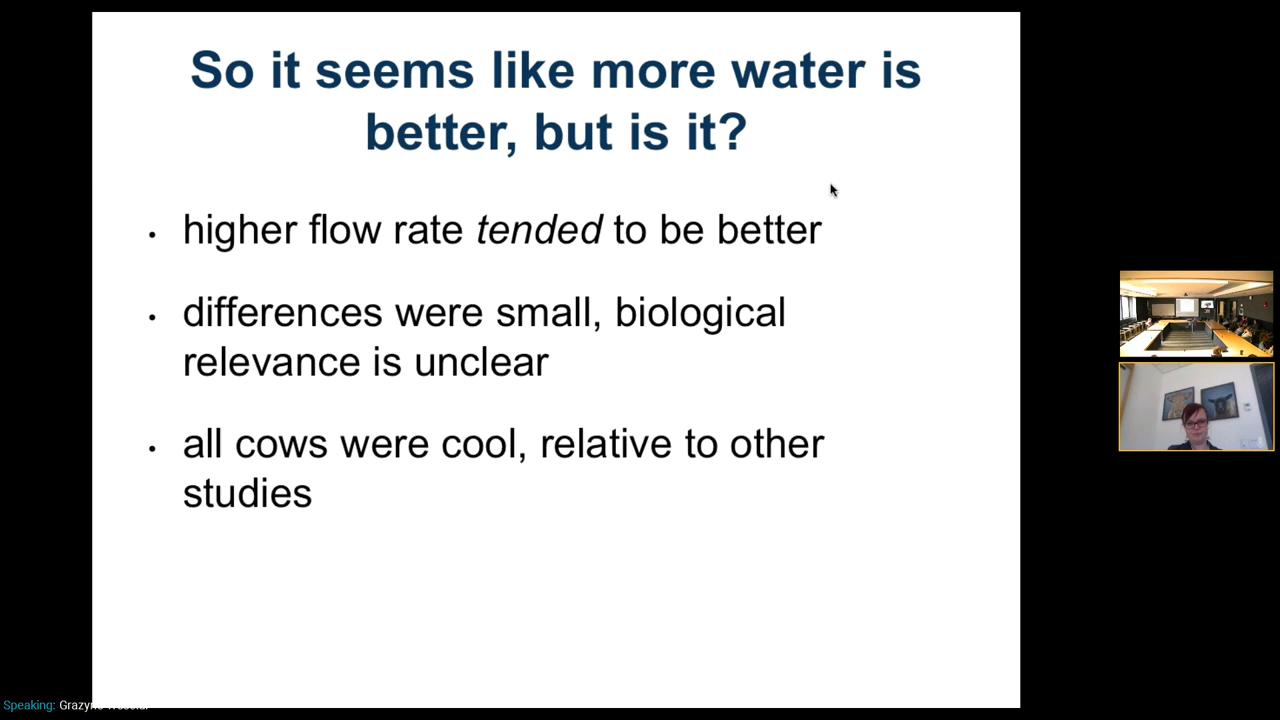 So it seems like more water is
better, but is it?
• higher flow rate tended to be better
• differences were small, biological
relevance is unclear
• all cows were cool, relative to other
studies
Speaking: